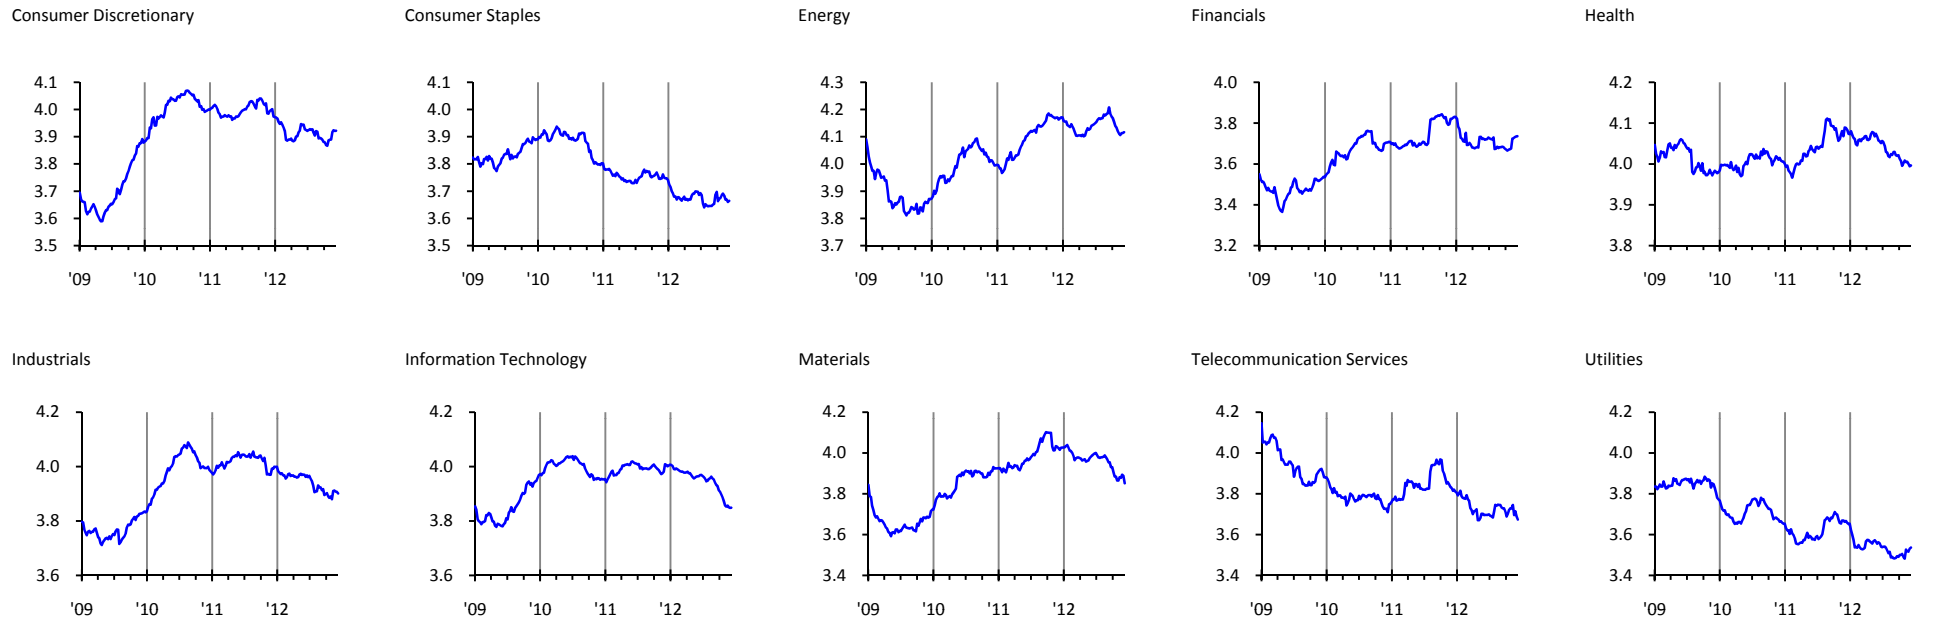 Consumer Discretionary
4.1
4.0
3.9
3.8
3.7
3.6
3.5
'09 '10 '11 '12
Consumer Staples
4.1
4.0
3.9
3.8
3.7
3.6
3.5
'09 '10 '11 '12
Energy
4.3
4.2
4.1
4.0
3.9
3.8
3.7
'09 '10 '11 '12
Financials
4.0
3.8
3.6
3.4
3.2
'09 '10 '11 '12
Health
4.2
4.1
4.0
3.9
3.8
'09 '10 '11 '12
Industrials
4.2
4.0
3.8
3.6
'09 '10 '11 '12
Information Technology
4.2
4.0
3.8
3.6
'09 '10 '11 '12
Materials
4.2
4.0
3.8
3.6
3.4
'09 '10 '11 '12
Telecommunication Services
4.2
4.0
3.8
3.6
3.4
'09 '10 '11 '12
Utilities
4.2
4.0
3.8
3.6
3.4
'09 '10 '11 '12